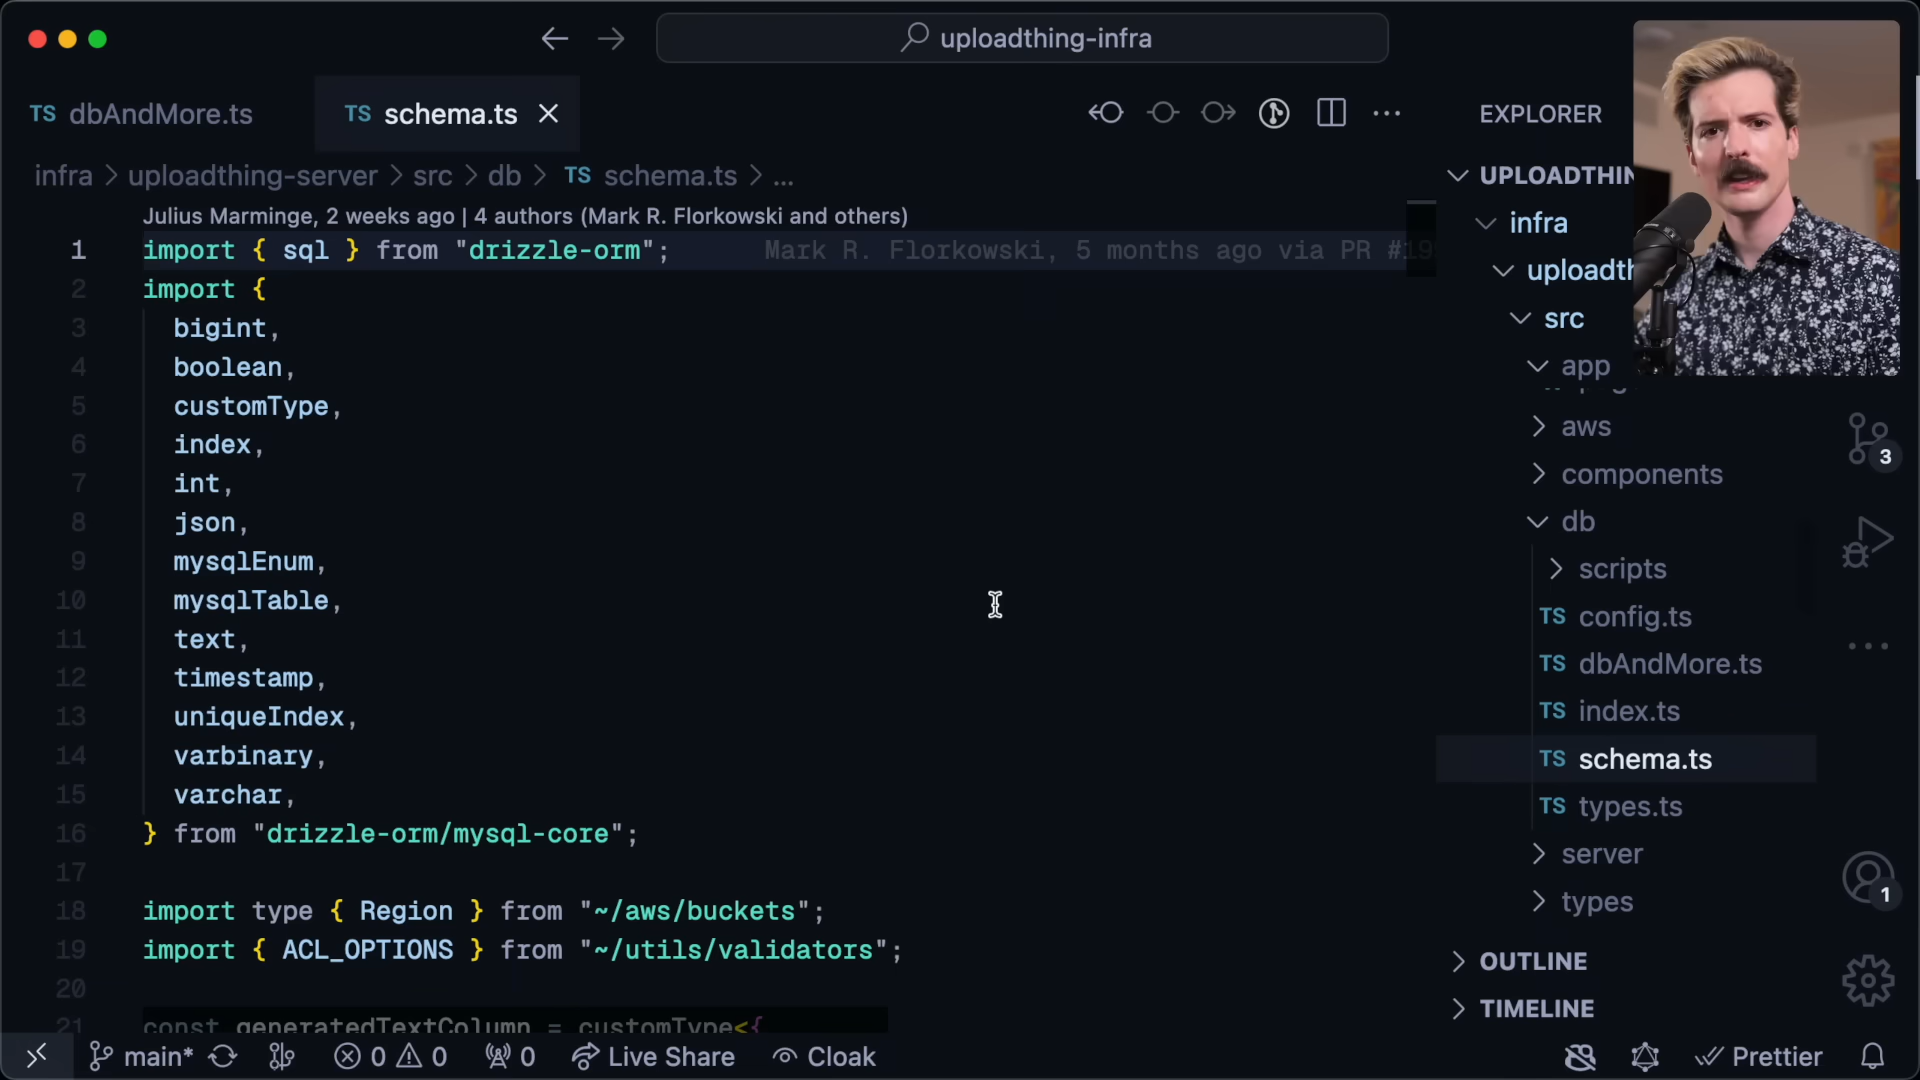 uploadthing-infra
TS dbAndMore.ts
TS schema.ts
EXPLORER
infra > uploadthing-server > src > db > TS schema.ts > ...
Julius Marminge, 2 weeks ago | 4 authors (Mark R. Florkowski and others)
1 import { sql } from "drizzle-orm"; Mark R. Florkowski, 5 months ago via PR #19
2 import {
3 bigint,
4 boolean,
5 customType,
6 index,
7 int,
8 json,
9 mysqlEnum,
10 mysqlTable,
11 text,
12 timestamp,
13 uniqueIndex,
14 varbinary,
15 varchar,
16 } from "drizzle-orm/mysql-core";
17
18 import type { Region } from "~/aws/buckets";
19 import { ACL_OPTIONS } from "~/utils/validators";
20
21 const generatedTextColumn = customType<{
UPLOADTHIN
infra
uploadth
src
app
aws
components
db
scripts
TS config.ts
TS dbAndMore.ts
TS index.ts
TS schema.ts
TS types.ts
server
types
OUTLINE
TIMELINE
3
1
main* 0 0 0 Live Share Cloak Prettier